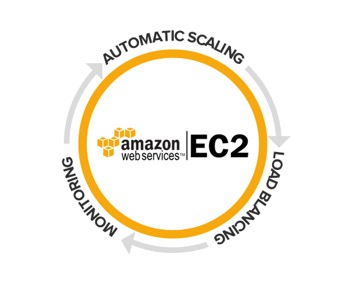 AUTOMATIC SCALING
amazon
webservices™
EC2
LOAD BLANCING
MONITORING